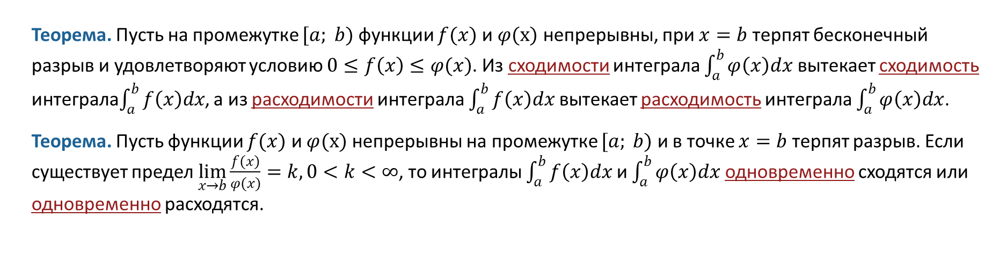 Теорема. Пусть на промежутке [a; b) функции f(x) и φ(x) непрерывны, при x = b терпят бесконечный
разрыв и удовлетворяют условию 0 ≤ f(x) ≤ φ(x). Из сходимости интеграла ∫_a^b φ(x)dx вытекает сходимость
интеграла ∫_a^b f(x)dx, а из расходимости интеграла ∫_a^b f(x)dx вытекает расходимость интеграла ∫_a^b φ(x)dx.
Теорема. Пусть функции f(x) и φ(x) непрерывны на промежутке [a; b) и в точке x = b терпят разрыв. Если
существует предел lim_{x→b} f(x)/φ(x) = k, 0 < k < ∞, то интегралы ∫_a^b f(x)dx и ∫_a^b φ(x)dx одновременно сходятся или
одновременно расходятся.